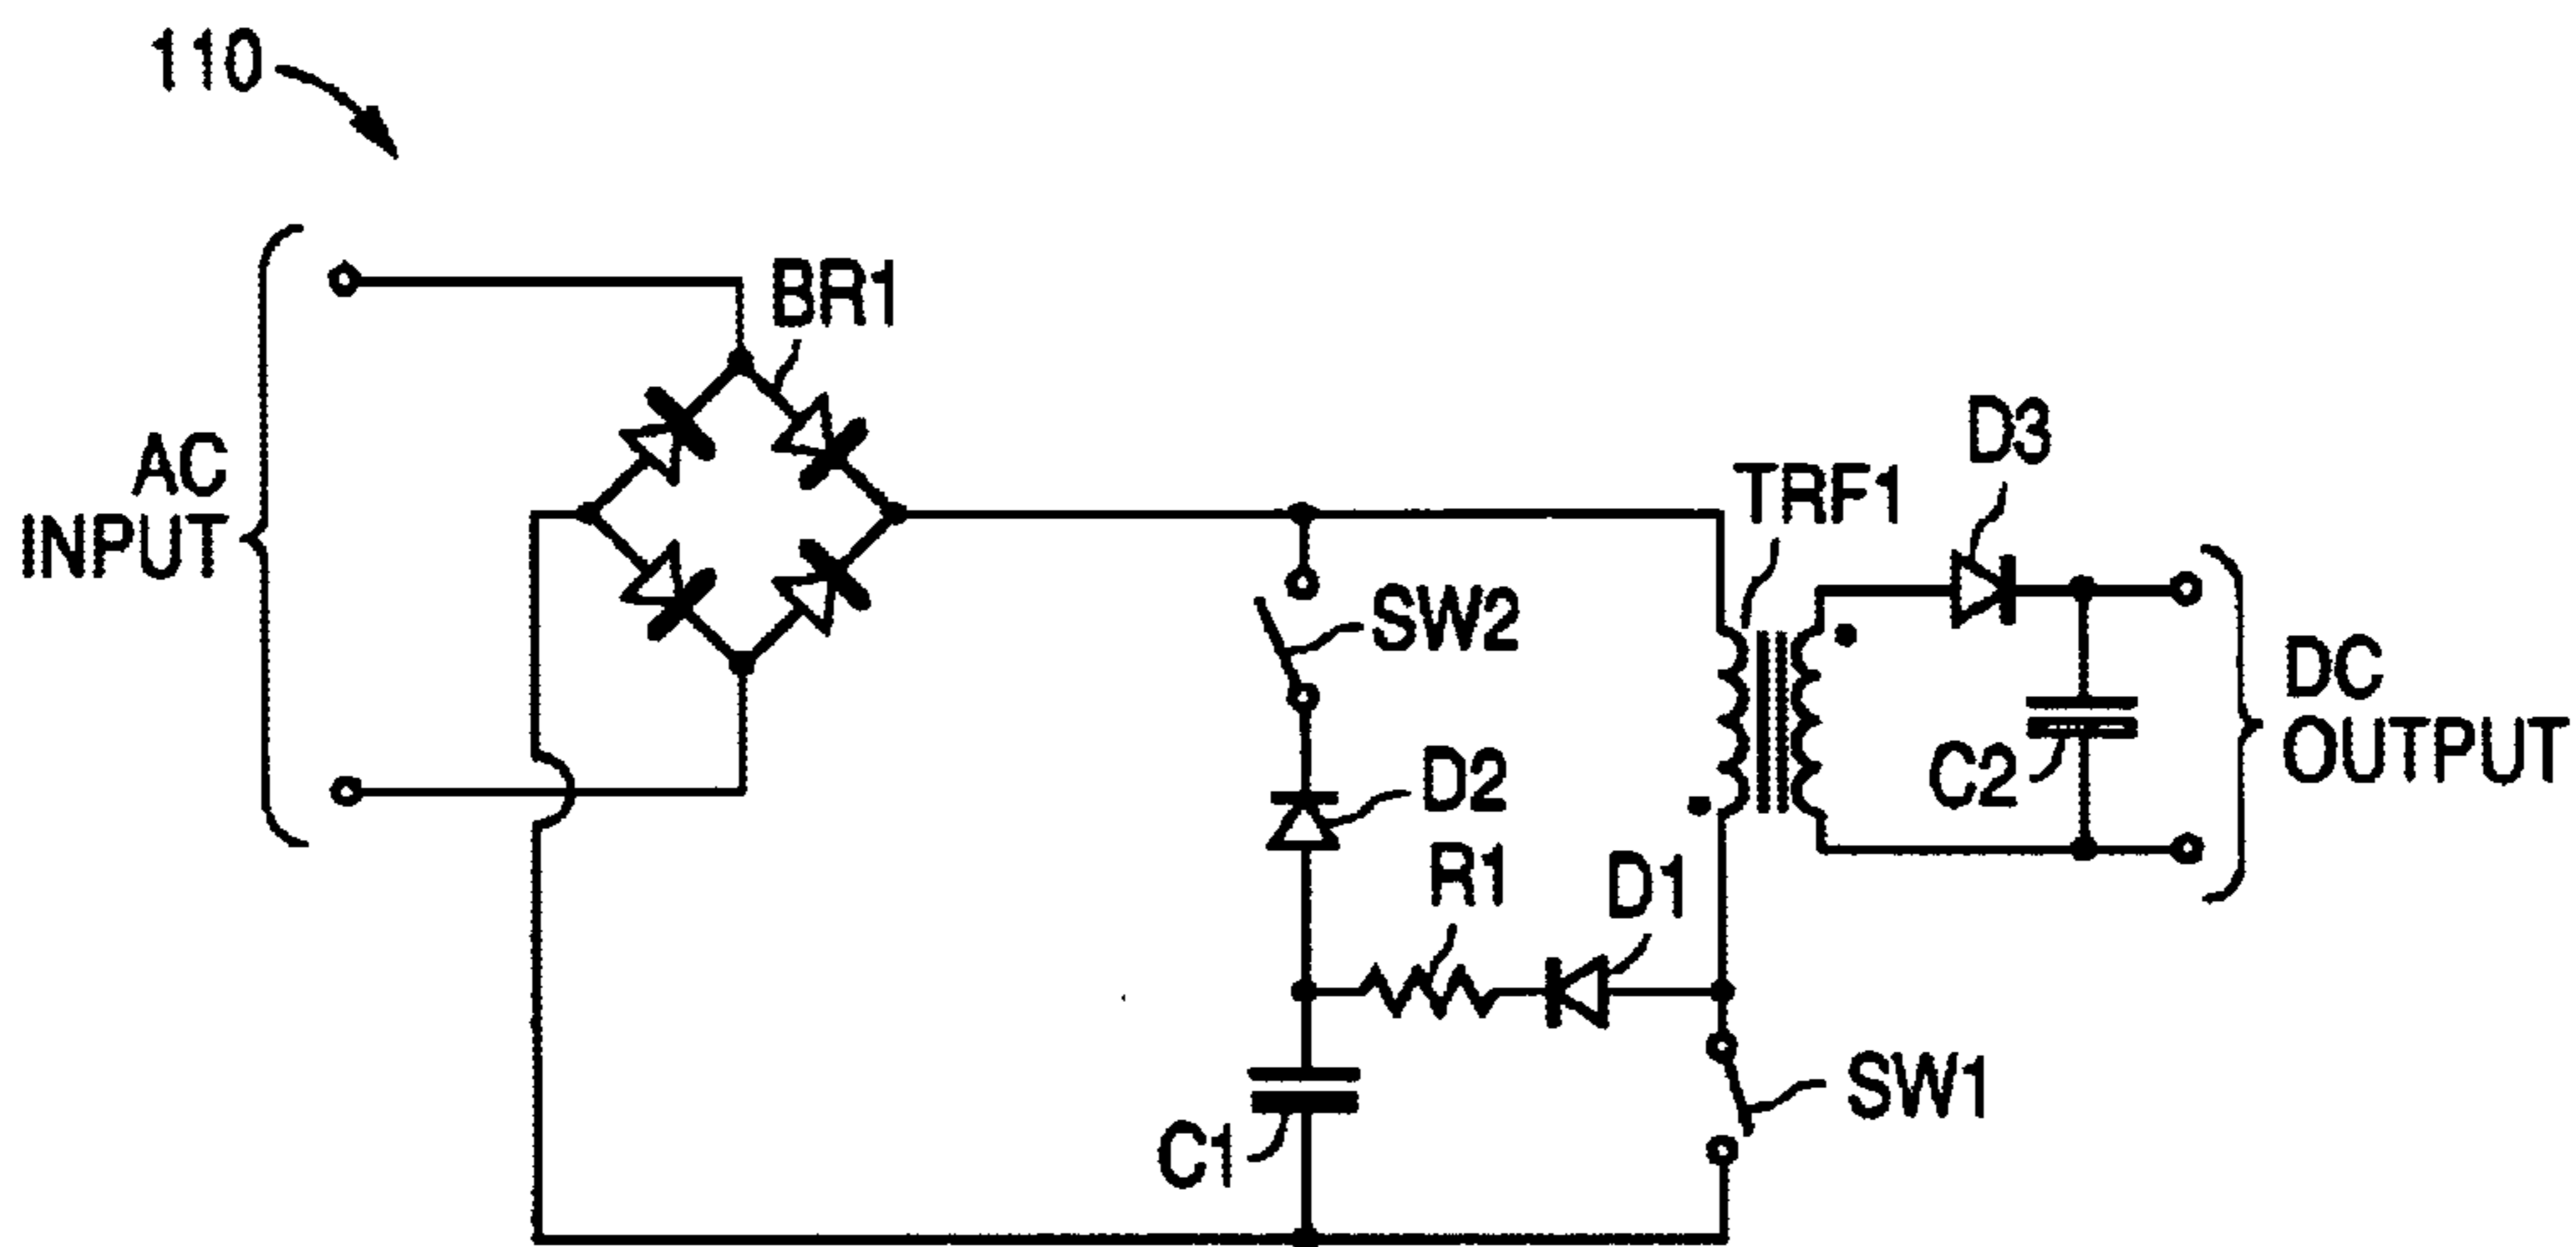 110
BR1
AC
INPUT
D3
TRF1
SW2
DC
OUTPUT
D2
C2
R1
D1
SW1
C1